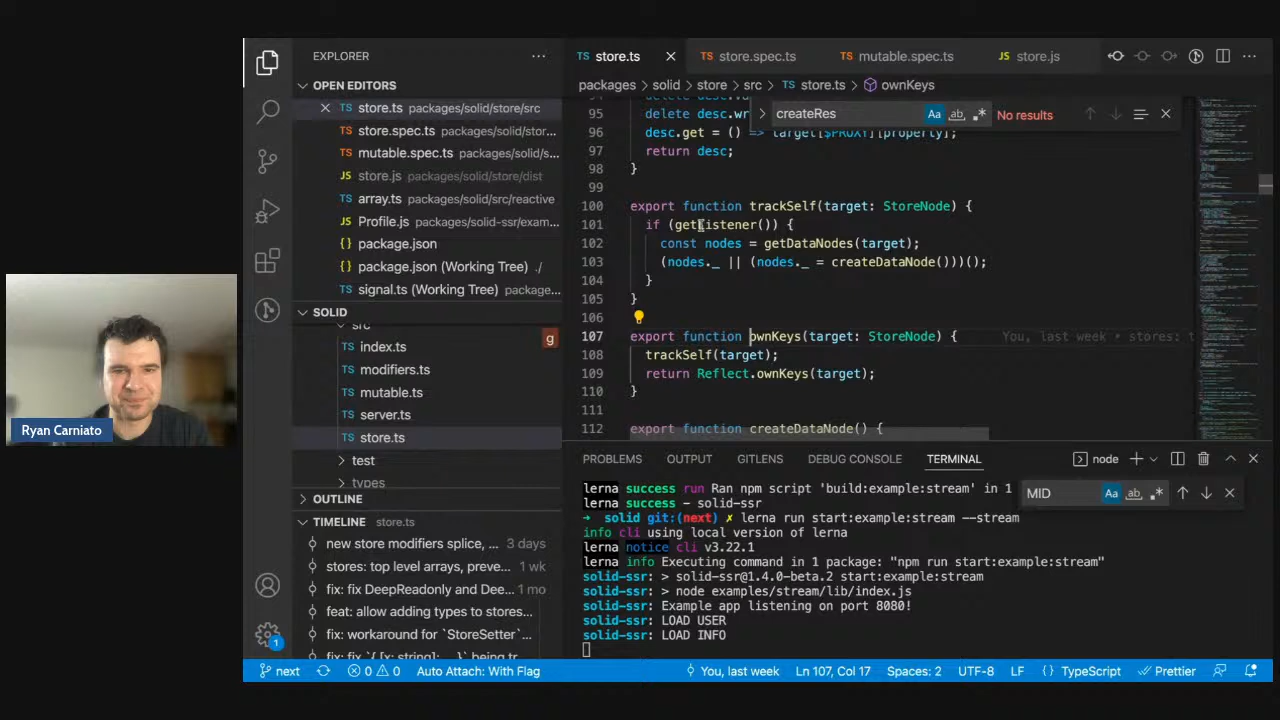 EXPLORER
OPEN EDITORS
store.ts packages/solid/store/src
store.spec.ts packages/solid/stor...
mutable.spec.ts packages/solid/s...
store.js packages/solid/store/dist
array.ts packages/solid/src/reactive
Profile.js packages/solid-ssr/exam...
package.json
package.json (Working Tree) ./
signal.ts (Working Tree) package...
SOLID
src
g
index.ts
modifiers.ts
mutable.ts
server.ts
store.ts
test
types
OUTLINE
TIMELINE store.ts
new store modifiers splice, ... 3 days
stores: top level arrays, preve... 1 wk
fix: fix DeepReadonly and Dee... 1 mo
feat: allow adding types to stores...
fix: workaround for `StoreSetter`...
Ryan Carniato
store.ts
store.spec.ts
mutable.spec.ts
store.js
packages > solid > store > src > store.ts > ownKeys
createRes
Aa
ab
No results
95 delete desc.wr
96 desc.get = () => target[$PROXY][property];
97 return desc;
98 }
99
100 export function trackSelf(target: StoreNode) {
101 if (getListener()) {
102 const nodes = getDataNodes(target);
103 (nodes._ || (nodes._ = createDataNode()))();
104 }
105 }
106
107 export function ownKeys(target: StoreNode) { You, last week • stores: t
108 trackSelf(target);
109 return Reflect.ownKeys(target);
110 }
111
112 export function createDataNode() {
PROBLEMS OUTPUT GITLENS DEBUG CONSOLE TERMINAL
node
MID
Aa
ab
lerna success run Ran npm script 'build:example:stream' in 1
lerna success - solid-ssr
→ solid git:(next) ✗ lerna run start:example:stream --stream
info cli using local version of lerna
lerna notice cli v3.22.1
lerna info Executing command in 1 package: "npm run start:example:stream"
solid-ssr: > solid-ssr@1.4.0-beta.2 start:example:stream
solid-ssr: > node examples/stream/lib/index.js
solid-ssr: Example app listening on port 8080!
solid-ssr: LOAD USER
solid-ssr: LOAD INFO
1
next
0
0
Auto Attach: With Flag
You, last week
Ln 107, Col 17
Spaces: 2
UTF-8
LF
{ } TypeScript
Prettier